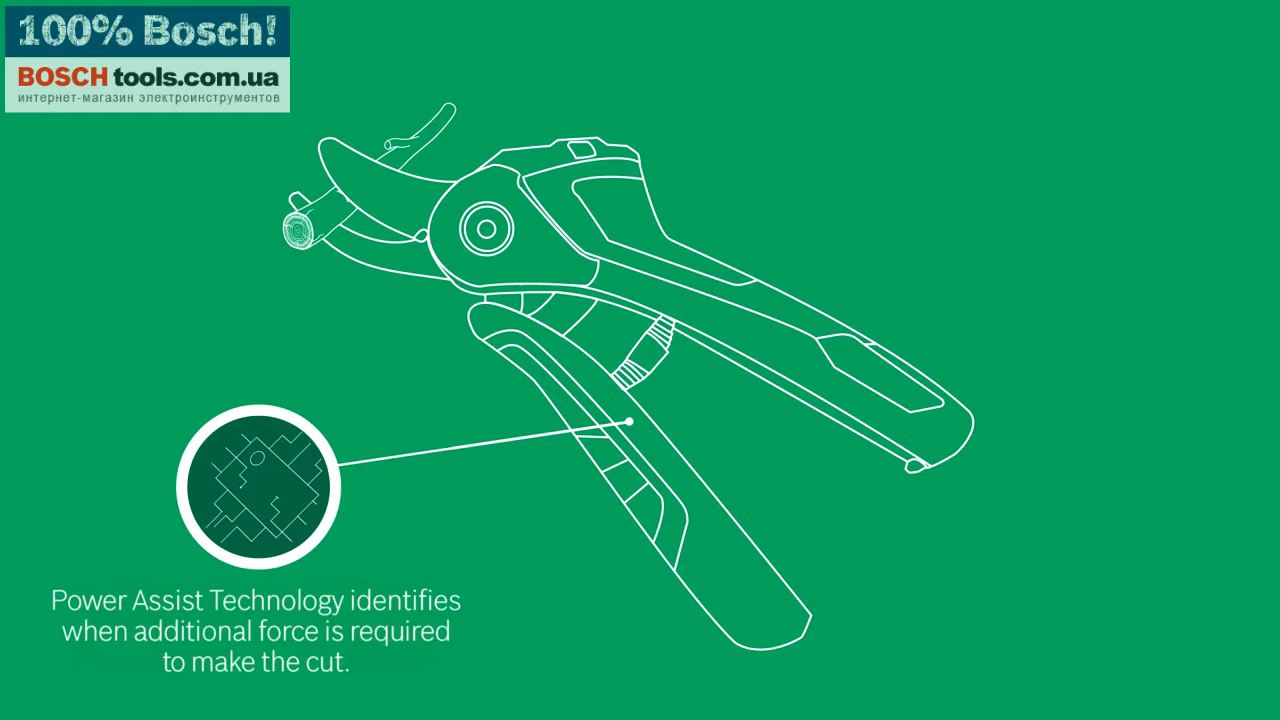 100% Bosch!
BOSCH tools.com.ua
интернет-магазин электроинструментов
Power Assist Technology identifies
when additional force is required
to make the cut.